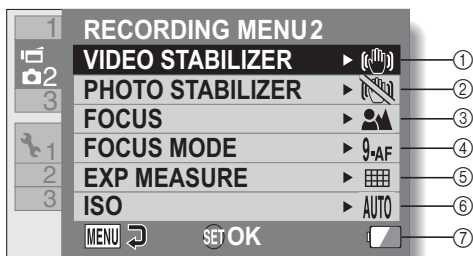 1 RECORDING MENU 2
VIDEO STABILIZER ①
2 PHOTO STABILIZER ②
3 FOCUS ③
1 FOCUS MODE 9-AF ④
2 EXP MEASURE ⑤
3 ISO AUTO ⑥
MENU SET OK ⑦